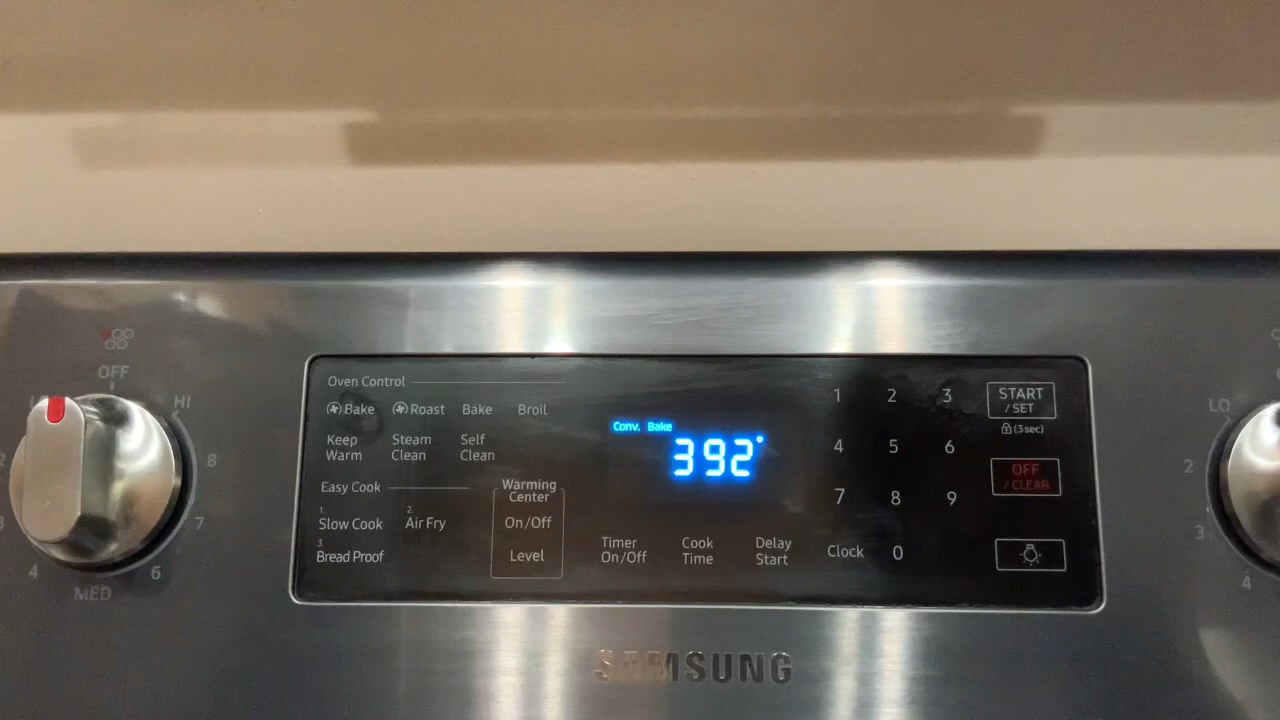 OFF
HI
8
7
6
MED
4
Oven Control
Bake Roast Bake Broil
Keep Warm
Steam Clean
Self Clean
Easy Cook
1.
Slow Cook
2.
Air Fry
3.
Bread Proof
Warming
Center
On/Off
Level
Conv. Bake
392°
Timer
On/Off
Cook
Time
Delay
Start
1 2 3
4 5 6
7 8 9
Clock 0
START
/ SET
(3sec)
OFF
/ CLEAR
LO
2
3
4
SAMSUNG